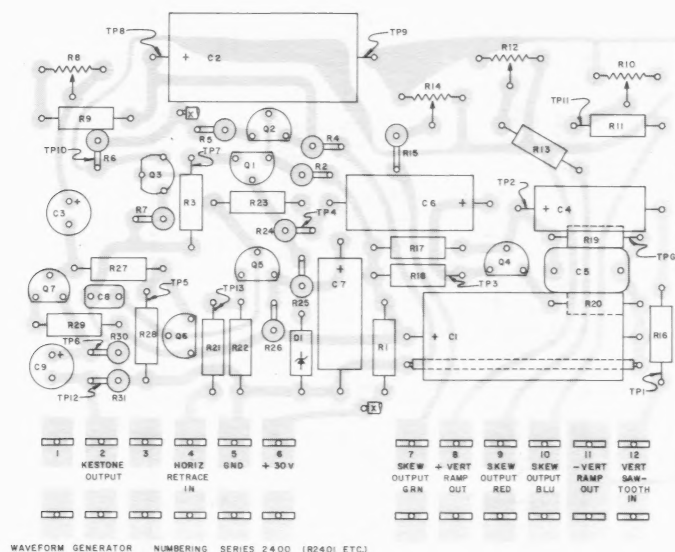 TP8
TP9
C2
R8
R12
R10
R14
X
TP11
R9
R5
Q2
R4
R11
TP10
R6
Q3
TP7
Q1
R2
R15
R13
R3
R7
R23
TP4
R24
C3
C6
TP2
C4
R17
R19
TPG
R27
Q5
R25
C7
R18
TP3
Q4
C5
Q7
C8
TP5
TP13
R20
R29
R28
Q6
R21
R22
R26
D1
R1
C1
R16
TP6
R30
C9
TP12
R31
TP1
X
1 2 3 4 5 6 7 8 9 10 11 12
KESTONE
OUTPUT
HORIZ
RETRACE
IN
GND
+30V
SKEW
OUTPUT
GRN
+ VERT
RAMP
OUT
SKEW
OUTPUT
RED
SKEW
OUTPUT
BLU
-VERT
RAMP
OUT
VERT
SAW-
TOOTH
IN
WAVEFORM GENERATOR NUMBERING SERIES 2400 (R2401 ETC.)